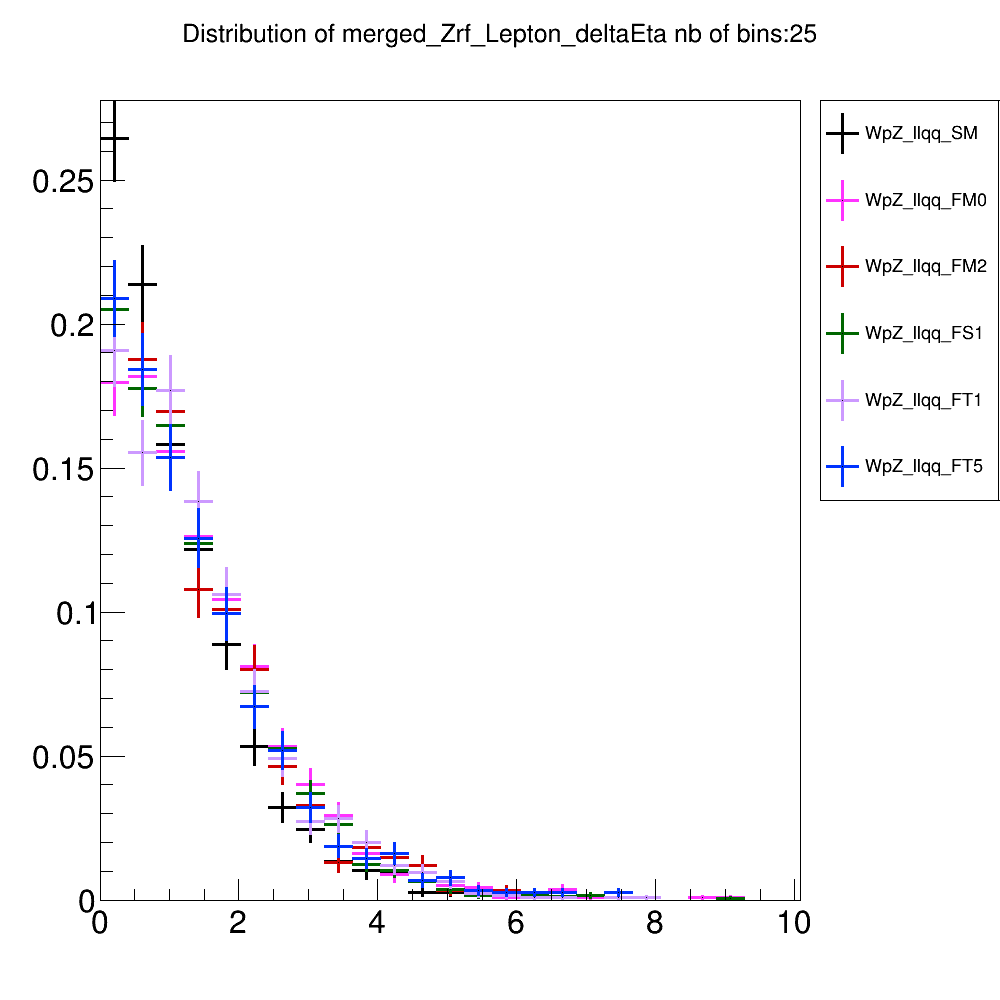 Distribution of merged_Zrf_Lepton_deltaEta nb of bins:25
0.25
0.2
0.15
0.1
0.05
0
0 2 4 6 8 10
WpZ_llqq_SM
WpZ_llqq_FM0
WpZ_llqq_FM2
WpZ_llqq_FS1
WpZ_llqq_FT1
WpZ_llqq_FT5